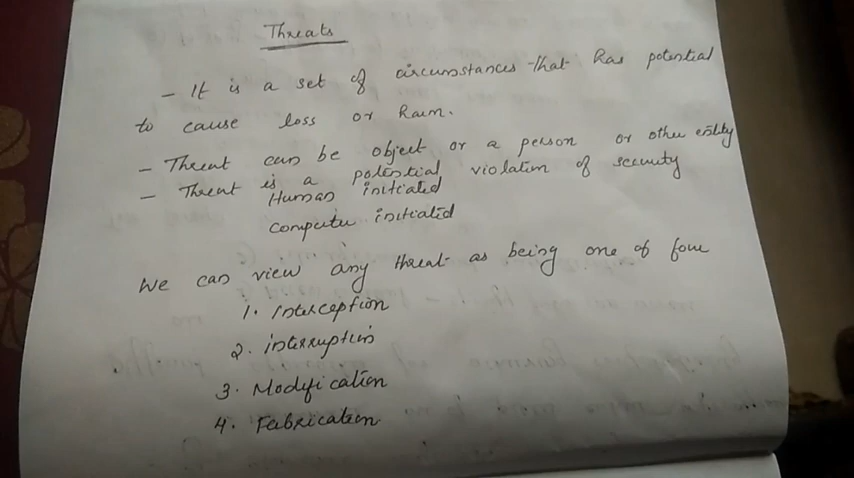 Threats
- It is a set of circumstances that has potential
to cause loss or harm.
- Threat can be object or a person or other entity
- Threat is a potential violation of security
Human initiated
computer initiated
We can view any threat as being one of four
1. Interception
2. interruption
3. Modification
4. Fabrication